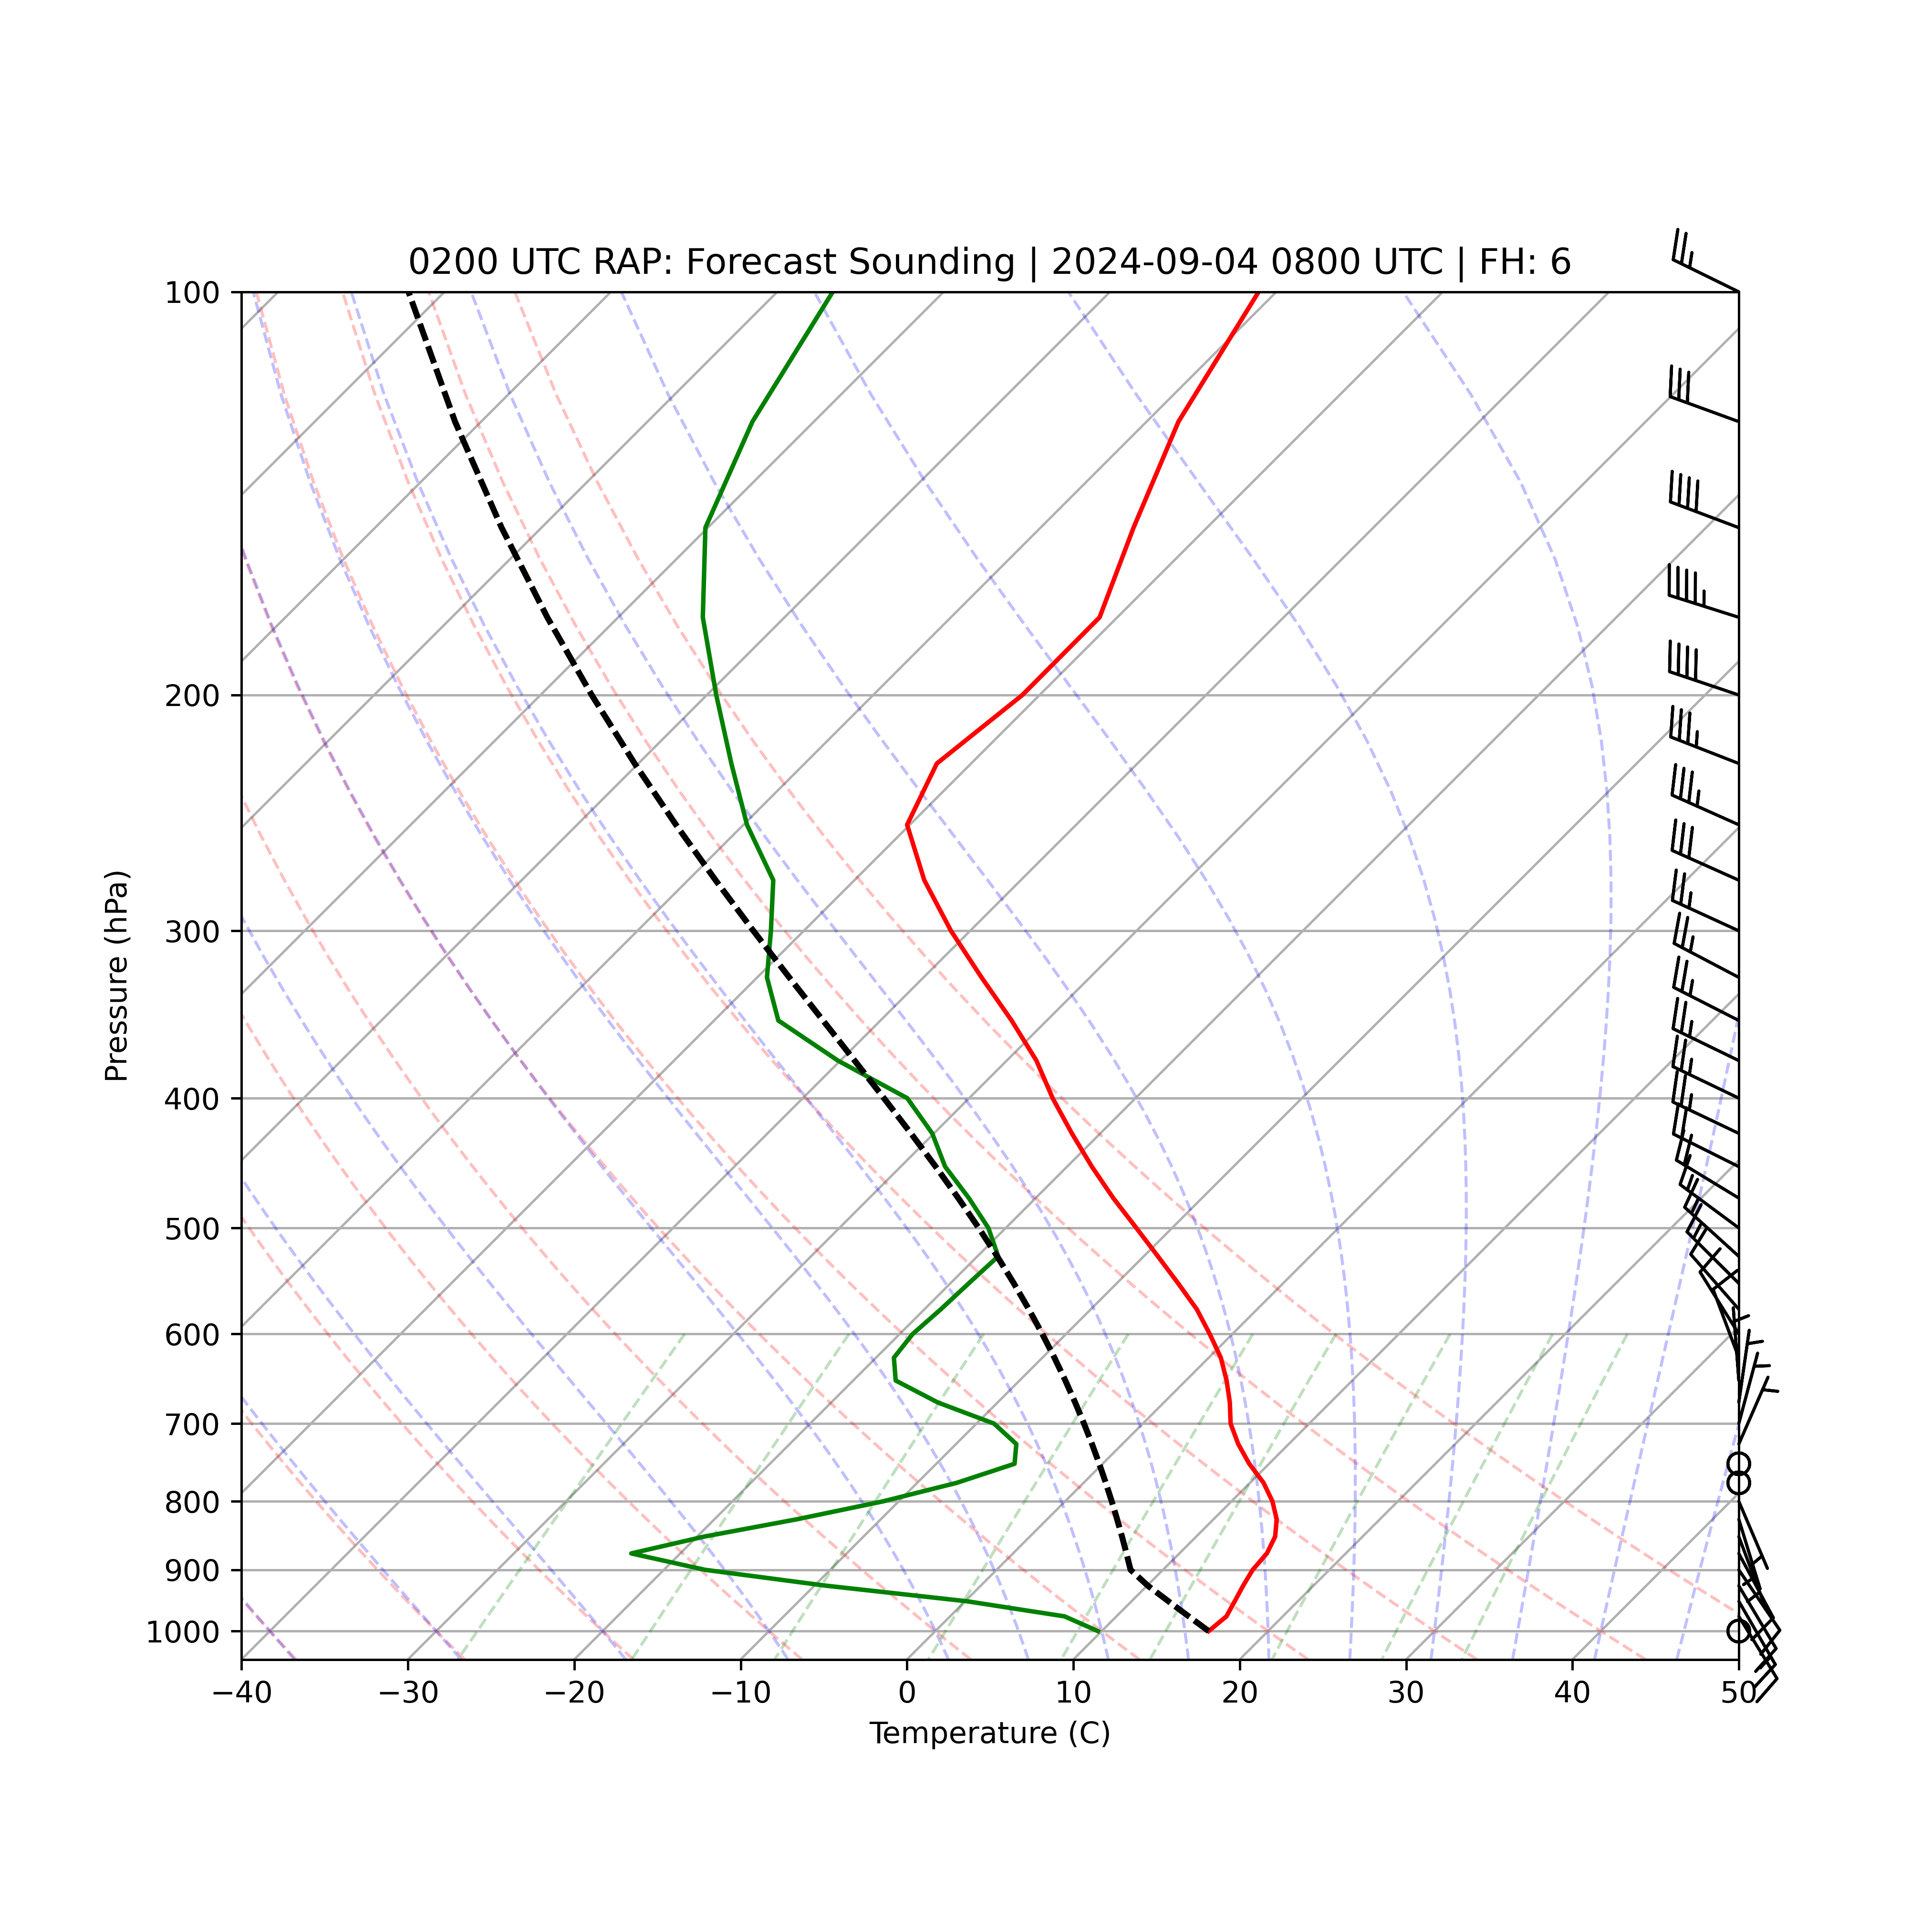 0200 UTC RAP: Forecast Sounding | 2024-09-04 0800 UTC | FH: 6
100
200
300
400
500
600
700
800
900
1000
Pressure (hPa)
−40 −30 −20 −10 0 10 20 30 40 50
Temperature (C)